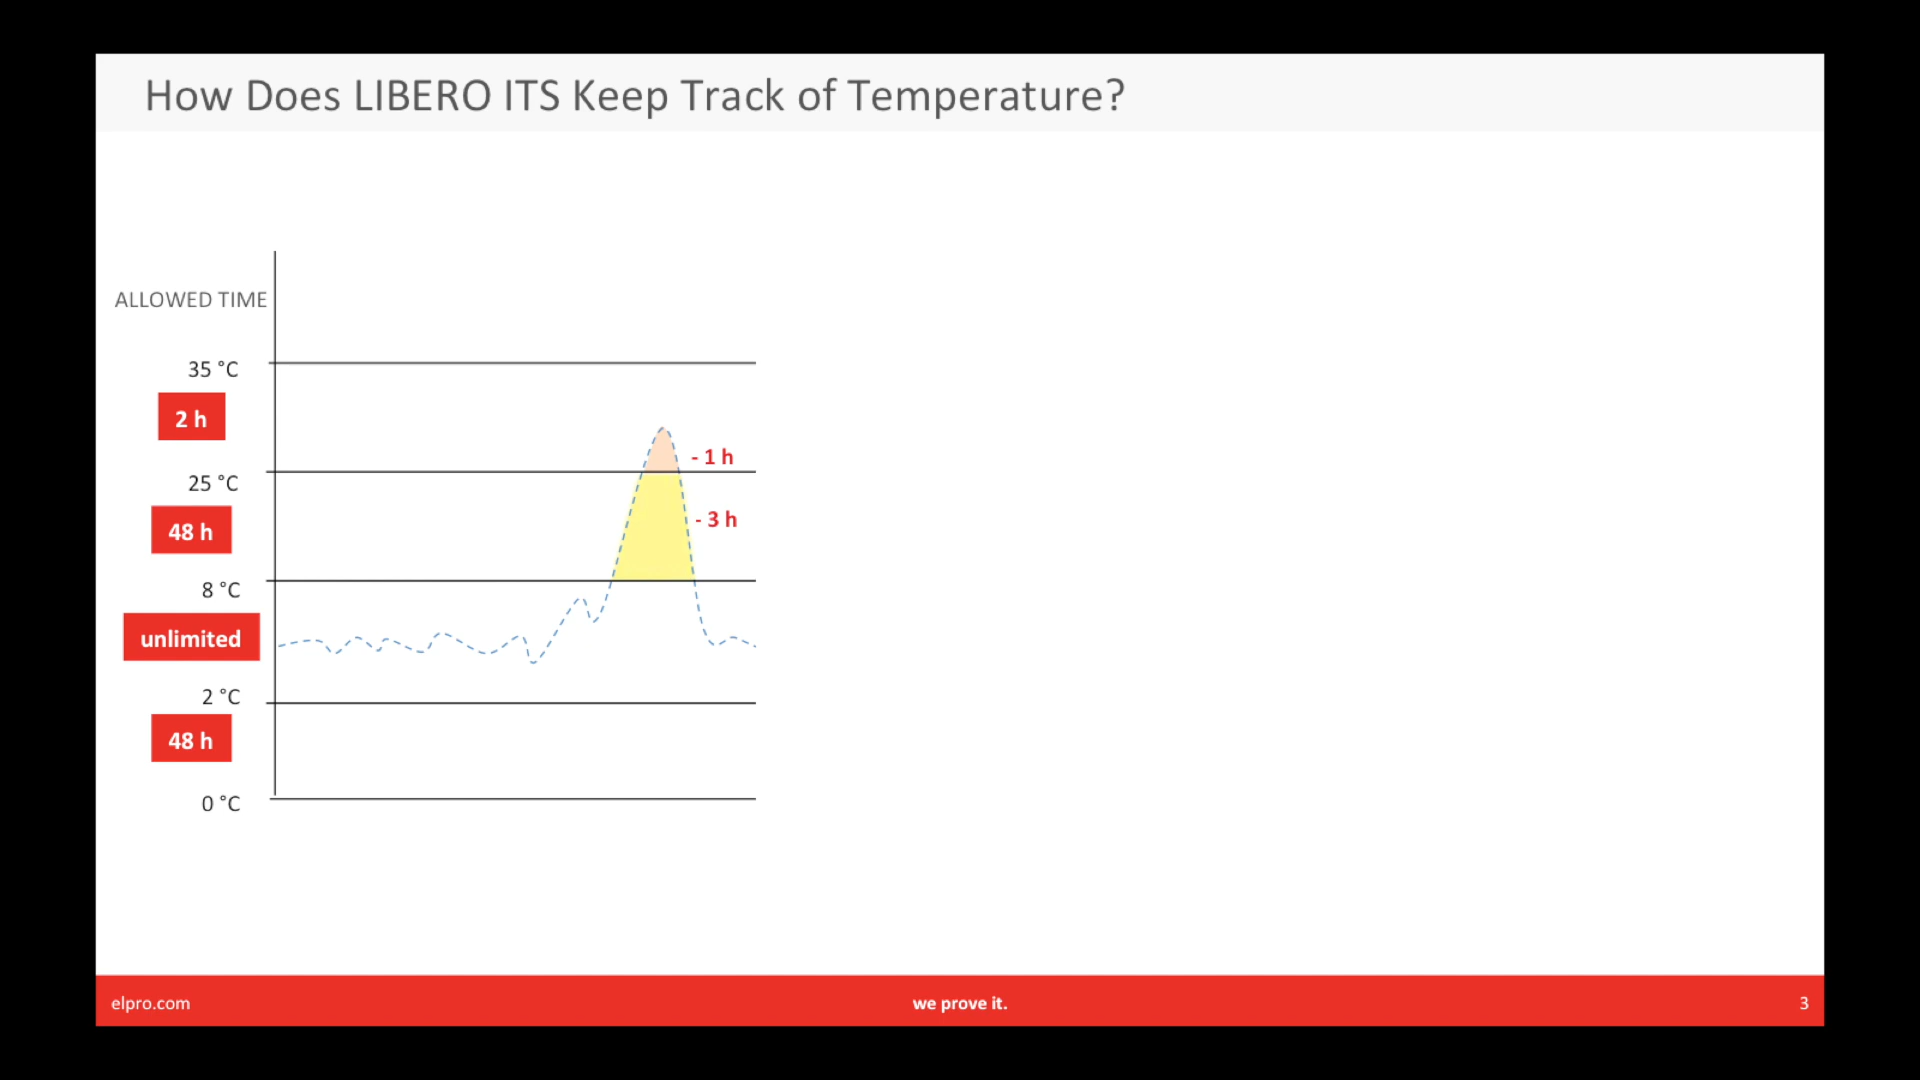 How Does LIBERO ITS Keep Track of Temperature?
ALLOWED TIME
35 °C
2 h
- 1 h
25 °C
- 3 h
48 h
8 °C
unlimited
2 °C
48 h
0 °C
elpro.com
we prove it.
3